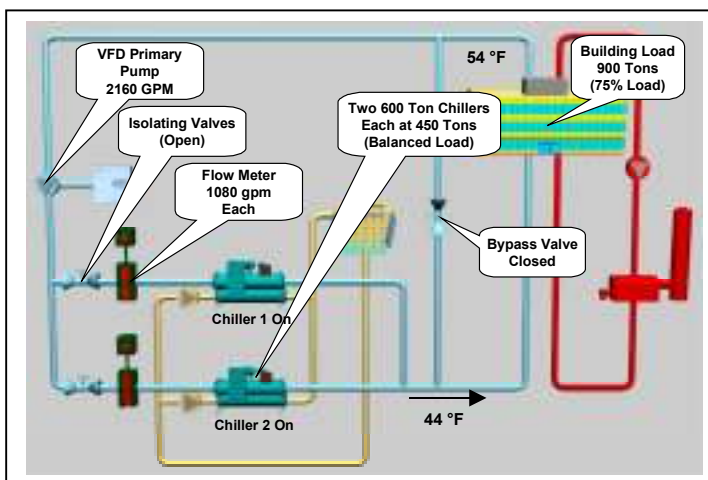 VFD Primary
Pump
2160 GPM
54 °F
Building Load
900 Tons
(75% Load)
Isolating Valves
(Open)
Two 600 Ton Chillers
Each at 450 Tons
(Balanced Load)
Flow Meter
1080 gpm
Each
Bypass Valve
Closed
Chiller 1 On
Chiller 2 On
44 °F